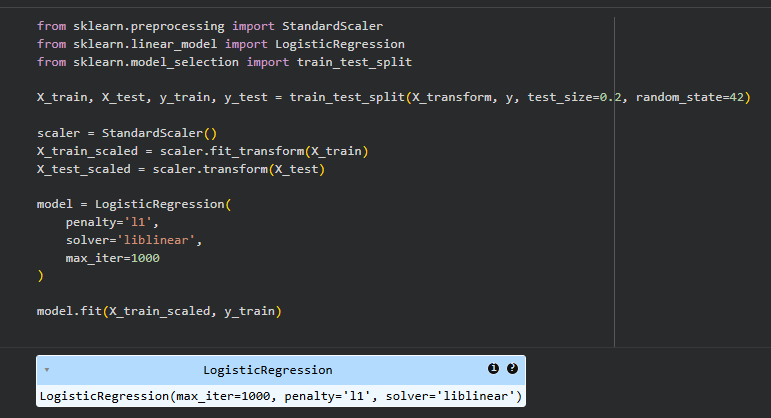 from sklearn.preprocessing import StandardScaler
from sklearn.linear_model import LogisticRegression
from sklearn.model_selection import train_test_split
X_train, X_test, y_train, y_test = train_test_split(X_transform, y, test_size=0.2, random_state=42)
scaler = StandardScaler()
X_train_scaled = scaler.fit_transform(X_train)
X_test_scaled = scaler.transform(X_test)
model = LogisticRegression(
    penalty='l1',
    solver='liblinear',
    max_iter=1000
)
model.fit(X_train_scaled, y_train)
▾ LogisticRegression i ?
LogisticRegression(max_iter=1000, penalty='l1', solver='liblinear')